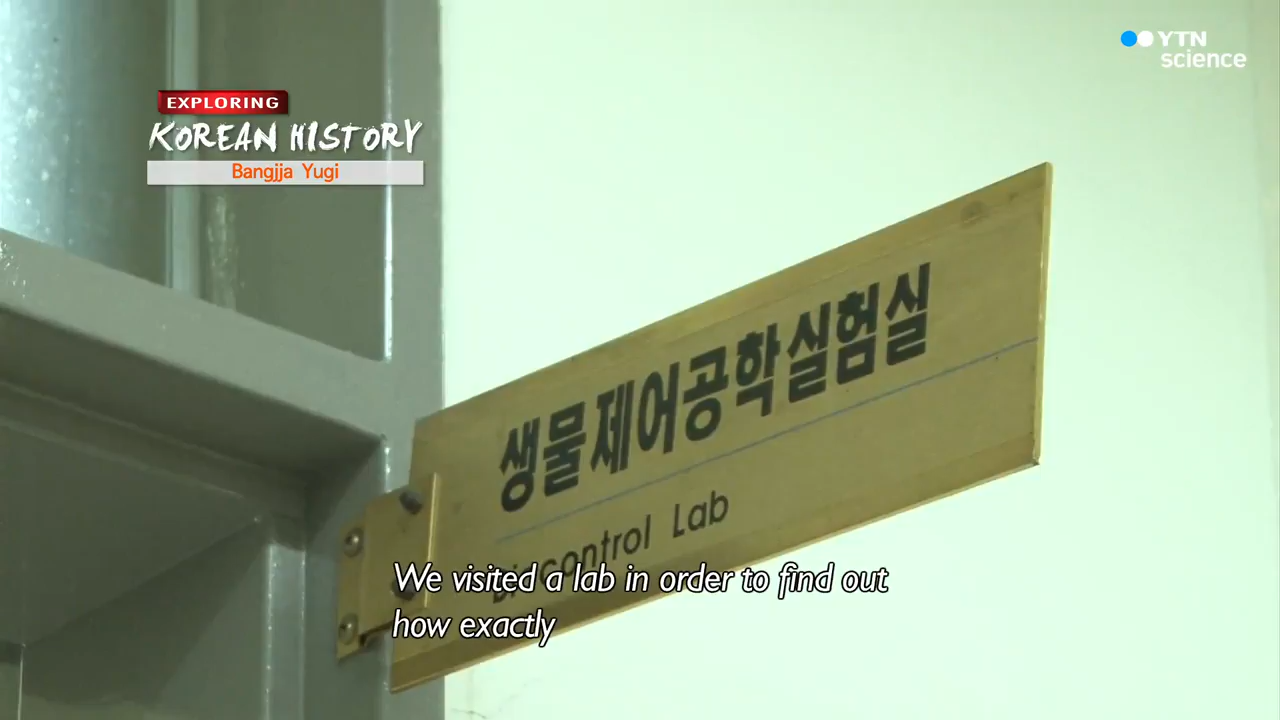 YTN
science
EXPLORING
KOREAN HISTORY
Bangjja Yugi
생물제어공학실험실
Biocontrol Lab
We visited a lab in order to find out
how exactly